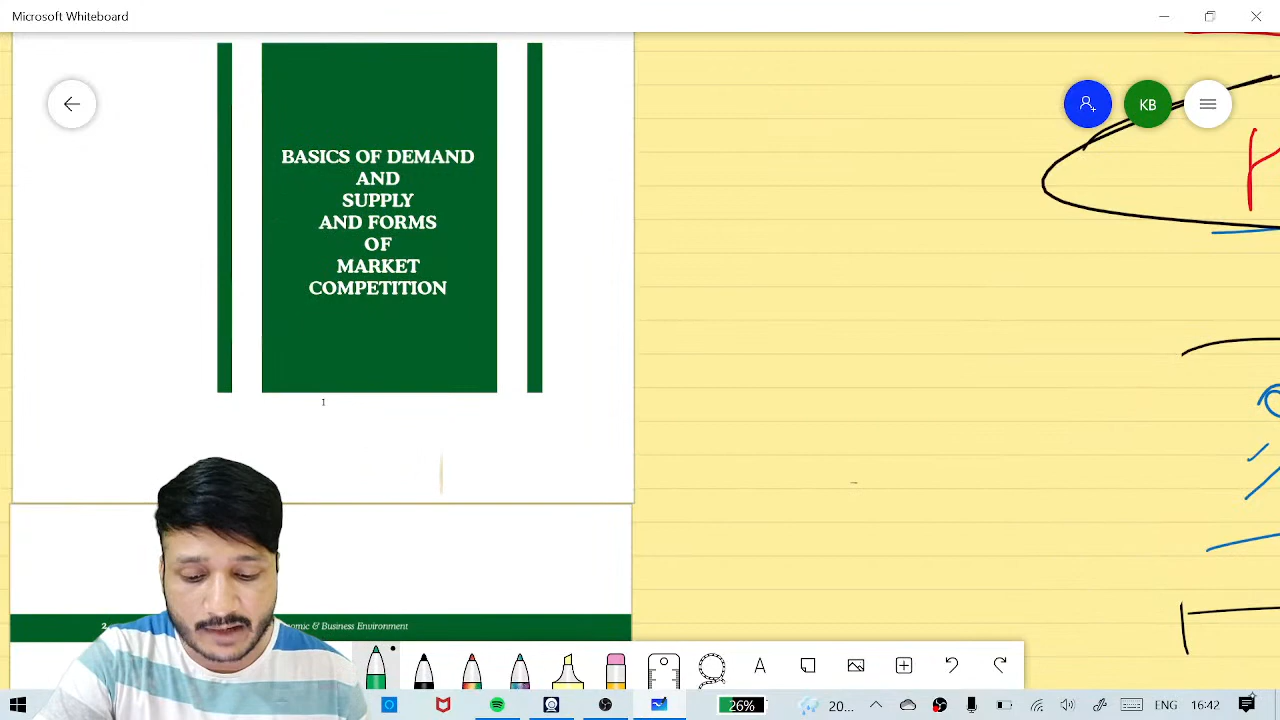 Microsoft Whiteboard
KB
BASICS OF DEMAND
AND
SUPPLY
AND FORMS
OF
MARKET
COMPETITION
1
2
& Business Environment
A
26%
20...
ENG
16:42